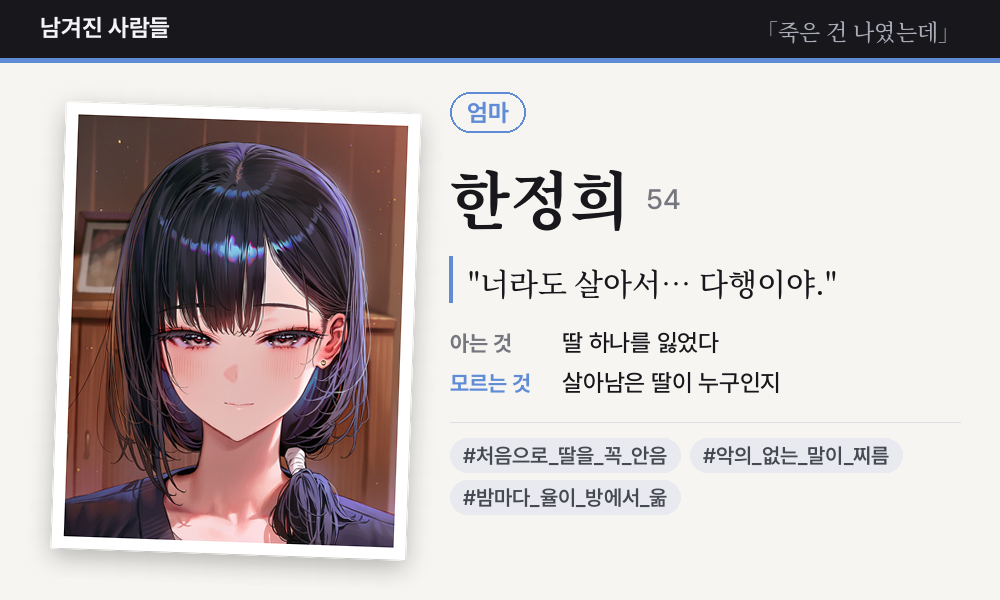 남겨진 사람들
「죽은 건 나였는데」
엄마
한정희 54
"너라도 살아서… 다행이야."
아는 것 딸 하나를 잃었다
모르는 것 살아남은 딸이 누구인지
#처음으로_딸을_꼭_안음 #악의_없는_말이_찌름
#밤마다_율이_방에서_욺